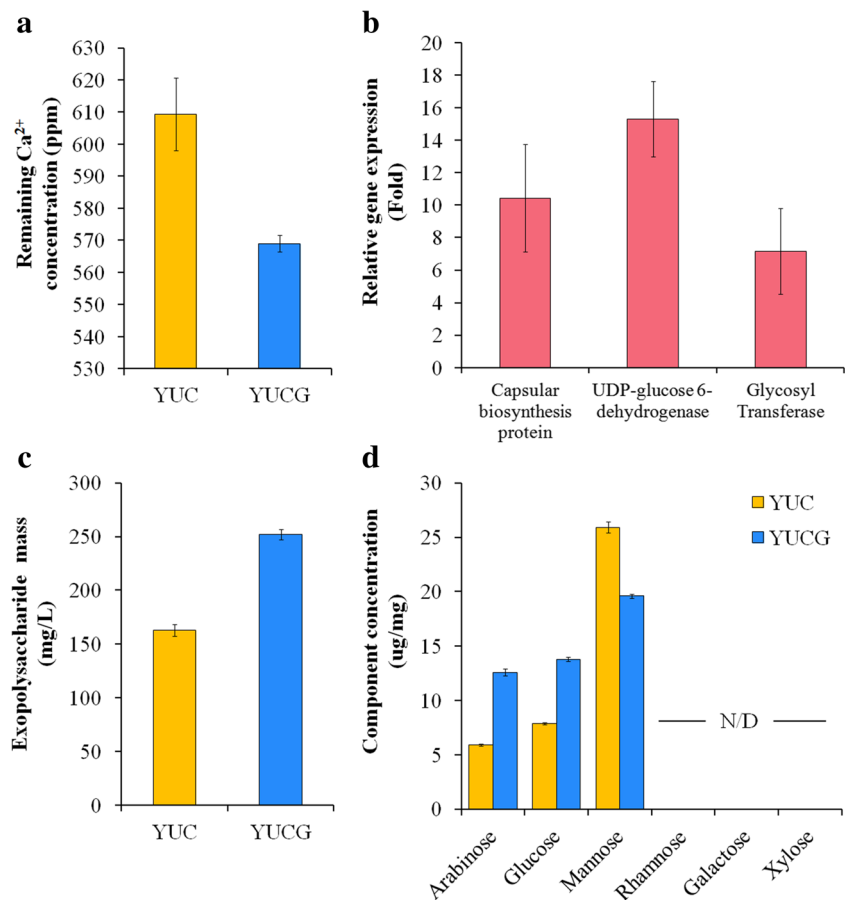 a
Remaining Ca2+
concentration (ppm)
630
620
610
600
590
580
570
560
550
540
530
YUC
YUCG
b
Relative gene expression
(Fold)
20
18
16
14
12
10
8
6
4
2
0
Capsular
biosynthesis
protein
UDP-glucose 6-
dehydrogenase
Glycosyl
Transferase
c
Exopolysaccharide mass
(mg/L)
300
250
200
150
100
50
0
YUC
YUCG
d
Component concentration
(ug/mg)
30
25
20
15
10
5
0
YUC
YUCG
N/D
Arabinose
Glucose
Mannose
Rhamnose
Galactose
Xylose